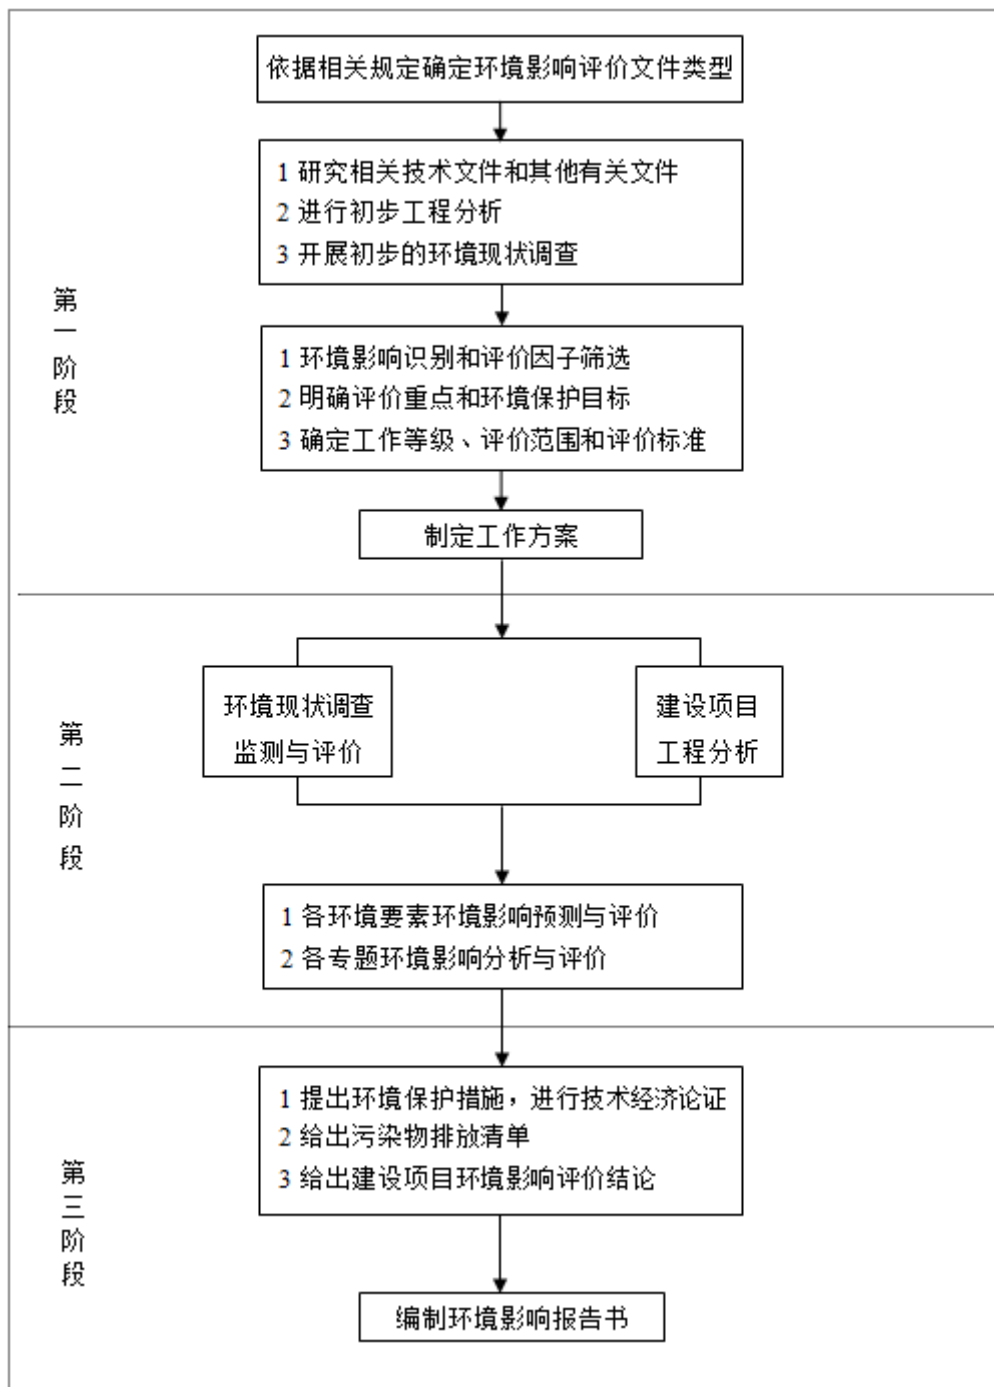 依据相关规定确定环境影响评价文件类型
1 研究相关技术文件和其他有关文件
2 进行初步工程分析
3 开展初步的环境现状调查
第一阶段
1 环境影响识别和评价因子筛选
2 明确评价重点和环境保护目标
3 确定工作等级、评价范围和评价标准
制定工作方案
第二阶段
环境现状调查
监测与评价
建设项目
工程分析
1 各环境要素环境影响预测与评价
2 各专题环境影响分析与评价
第三阶段
1 提出环境保护措施，进行技术经济论证
2 给出污染物排放清单
3 给出建设项目环境影响评价结论
编制环境影响报告书